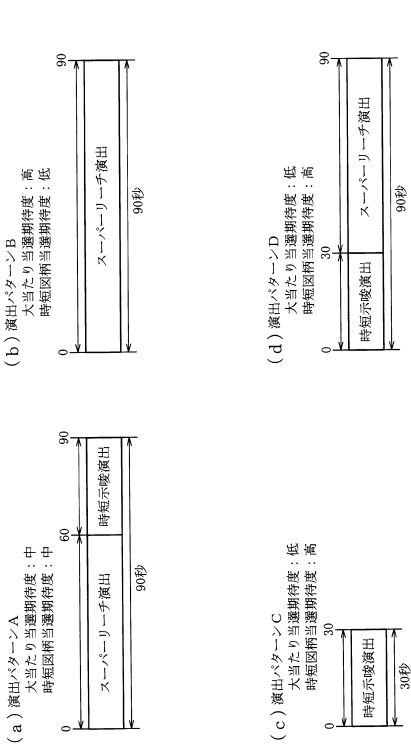 (a)演出パターンA
大当たり当選期待度：中
時短図柄当選期待度：中
0 60 90
スーパーリーチ演出 時短示唆演出
90秒
(b)演出パターンB
大当たり当選期待度：高
時短図柄当選期待度：低
0 90
スーパーリーチ演出
90秒
(c)演出パターンC
大当たり当選期待度：低
時短図柄当選期待度：高
0 30
時短示唆演出
30秒
(d)演出パターンD
大当たり当選期待度：低
時短図柄当選期待度：高
0 30 90
時短示唆演出 スーパーリーチ演出
90秒